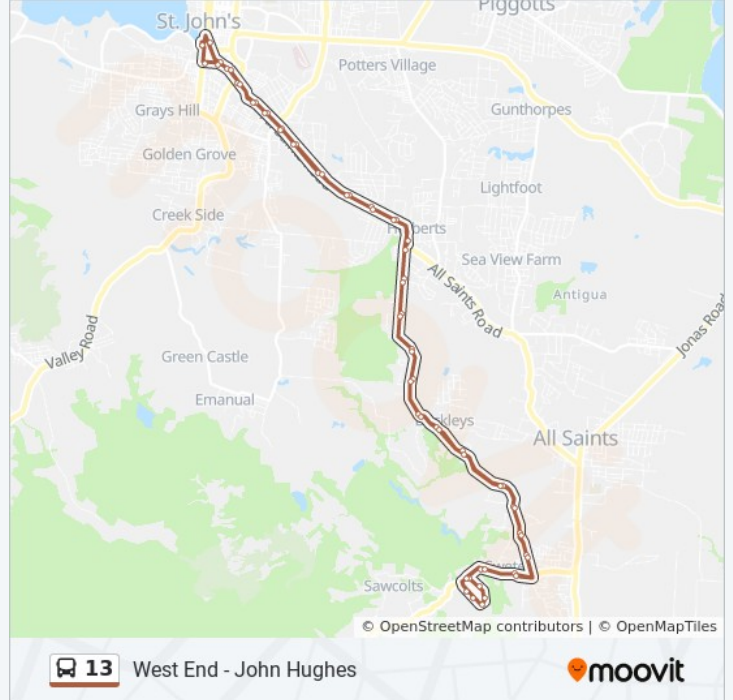 Piggotts
St. John's
Potters Village
Grays Hill
Gunthorpes
Golden Grove
Lightfoot
Creek Side
Sea View Farm
All Saints Road
Antigua
Jonas Road
Valley Road
Green Castle
Emanual
All Saints
Sawcolts
© OpenStreetMap contributors | © OpenMapTiles
13 West End - John Hughes
moovit